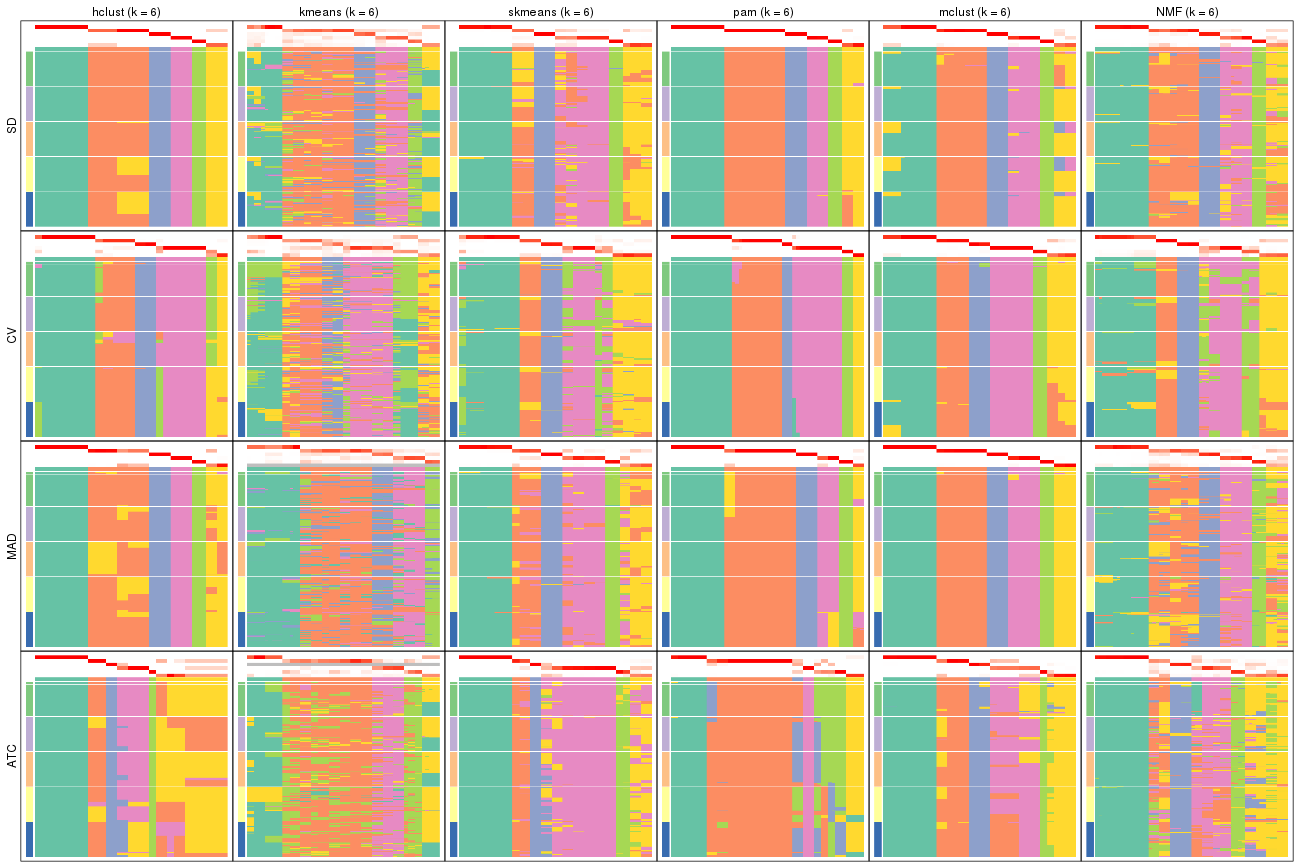 hclust (k = 6) kmeans (k = 6) skmeans (k = 6) pam (k = 6) mclust (k = 6) NMF (k = 6)
SD
CV
MAD
ATC